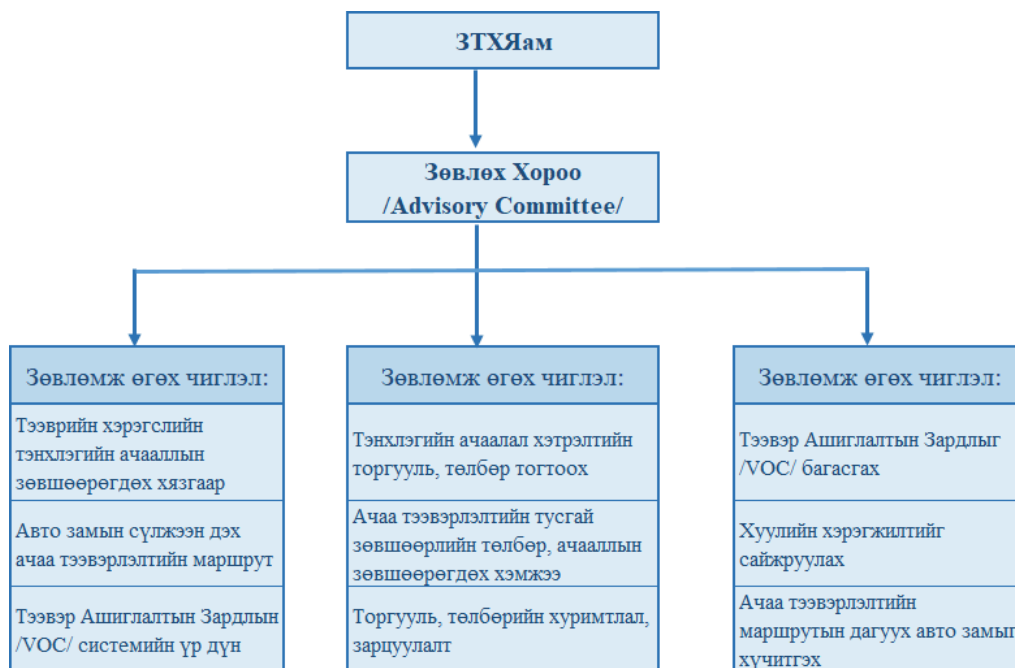 ЗТХЯам
Зөвлөх Хороо
/Advisory Committee/
Зөвлөмж өгөх чиглэл:
Тээврийн хэрэгслийн
тэнхлэгийн ачааллын
зөвшөөрөгдөх хязгаар
Авто замын сүлжээн дэх
ачаа тээвэрлэлтийн маршрут
Тээвэр Ашиглалтын Зардлын
/VOC/ системийн үр дүн
Зөвлөмж өгөх чиглэл:
Тэнхлэгийн ачаалал хэтрэлтийн
торгууль, төлбөр тогтоох
Ачаа тээвэрлэлтийн тусгай
зөвшөөрлийн төлбөр, ачааллын
зөвшөөрөгдөх хэмжээ
Торгууль, төлбөрийн хуримтлал,
зарцуулалт
Зөвлөмж өгөх чиглэл:
Тээвэр Ашиглалтын Зардлыг
/VOC/ багасгах
Хуулийн хэрэгжилтийг
сайжруулах
Ачаа тээвэрлэлтийн
маршрутын дагуух авто замыг
хүчитгэх